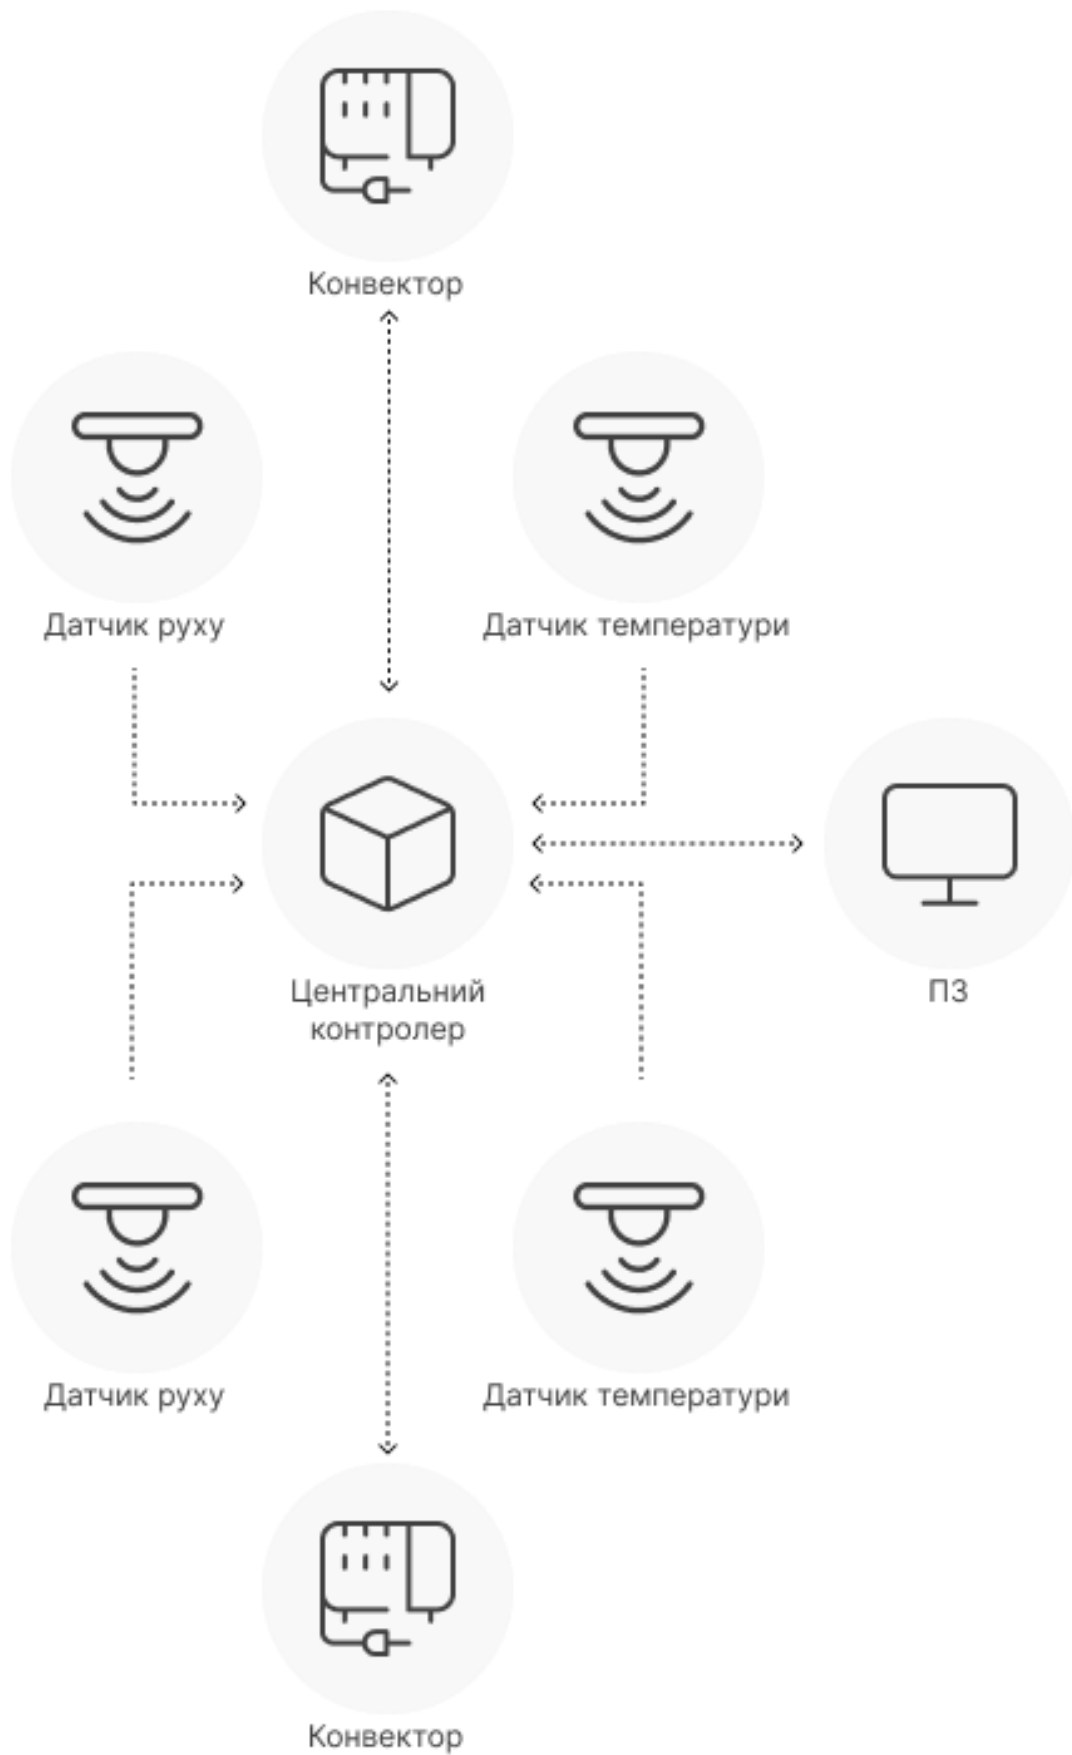 Конвектор
Датчик руху
Датчик температури
Центральний
контролер
ПЗ
Датчик руху
Датчик температури
Конвектор